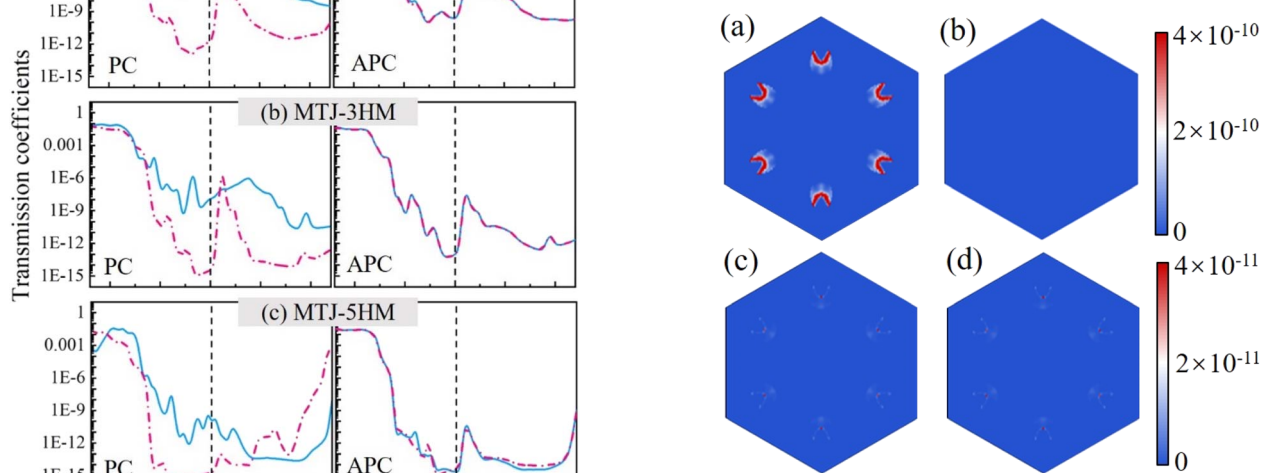 Transmission coefficients
1E-9
1E-12
1E-15
PC
APC
(b) MTJ-3HM
1
0.001
1E-6
1E-9
1E-12
1E-15
PC
APC
(c) MTJ-5HM
1
0.001
1E-6
1E-9
1E-12
1E-15
PC
APC
(a)
(b)
4×10-10
2×10-10
0
(c)
(d)
4×10-11
2×10-11
0